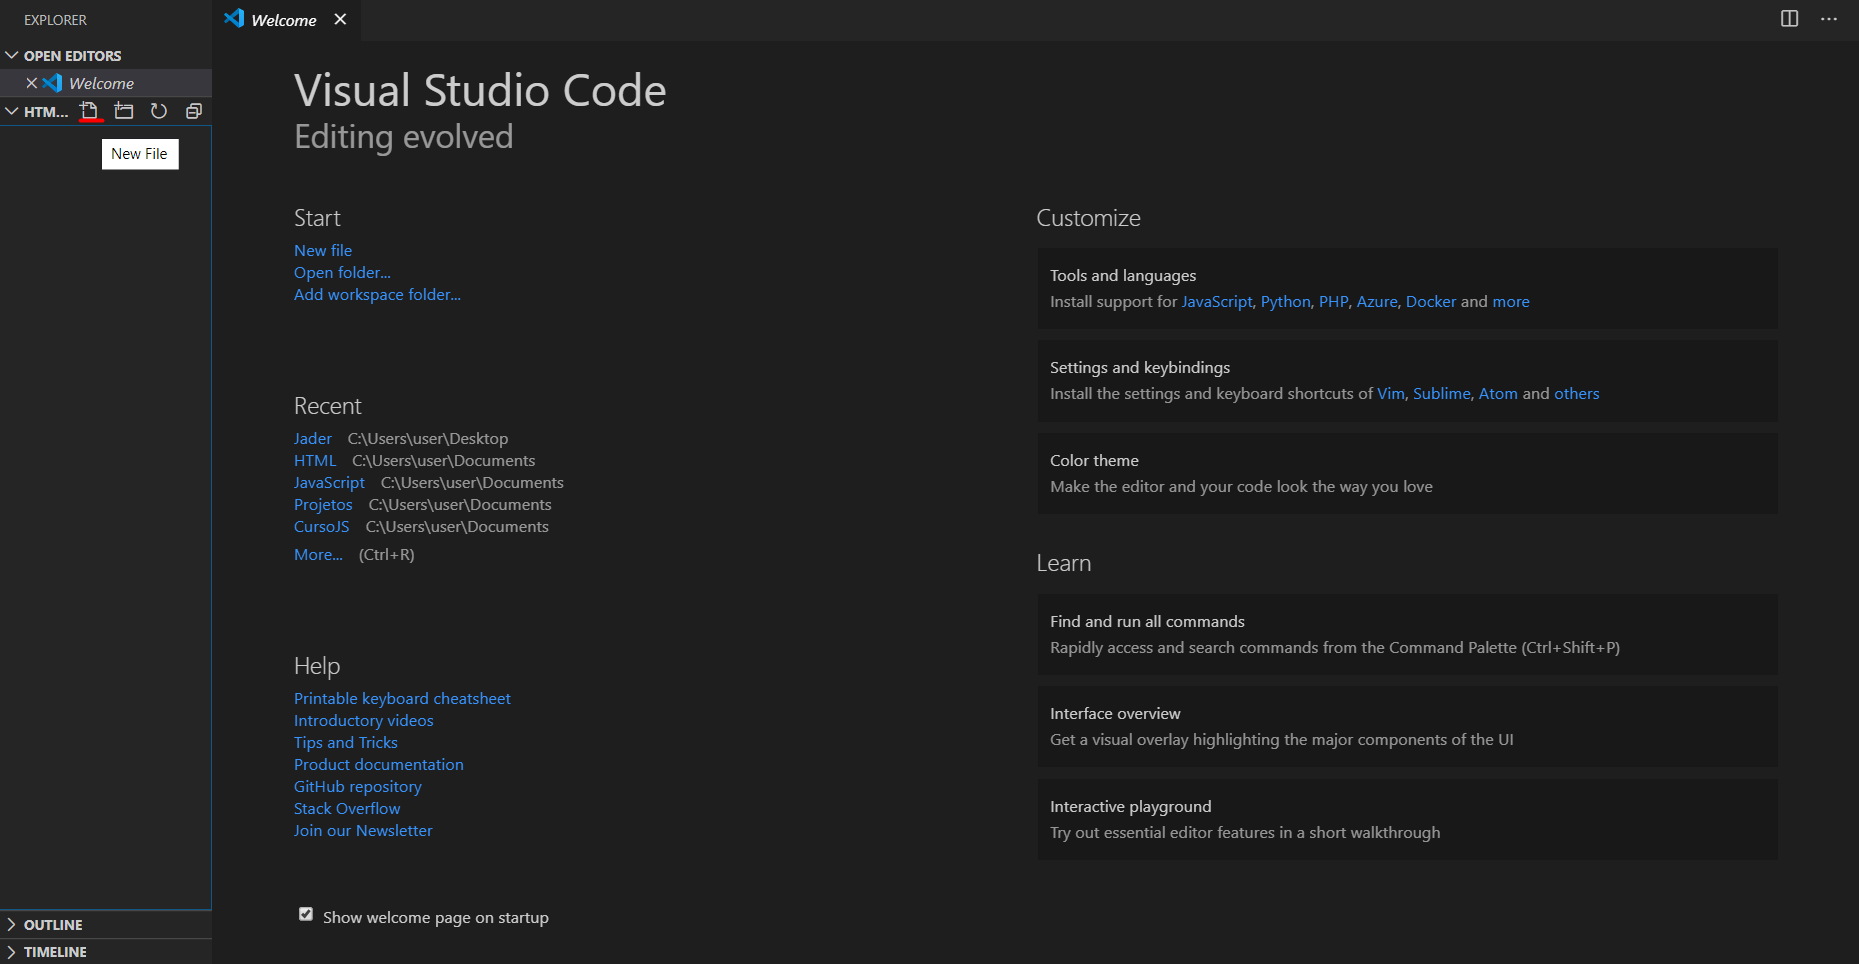 EXPLORER
OPEN EDITORS
Welcome
HTM...
New File
OUTLINE
TIMELINE
Welcome
Visual Studio Code
Editing evolved
Start
New file
Open folder...
Add workspace folder...
Recent
Jader C:\Users\user\Desktop
HTML C:\Users\user\Documents
JavaScript C:\Users\user\Documents
Projetos C:\Users\user\Documents
CursoJS C:\Users\user\Documents
More... (Ctrl+R)
Help
Printable keyboard cheatsheet
Introductory videos
Tips and Tricks
Product documentation
GitHub repository
Stack Overflow
Join our Newsletter
Show welcome page on startup
Customize
Tools and languages
Install support for JavaScript, Python, PHP, Azure, Docker and more
Settings and keybindings
Install the settings and keyboard shortcuts of Vim, Sublime, Atom and others
Color theme
Make the editor and your code look the way you love
Learn
Find and run all commands
Rapidly access and search commands from the Command Palette (Ctrl+Shift+P)
Interface overview
Get a visual overlay highlighting the major components of the UI
Interactive playground
Try out essential editor features in a short walkthrough